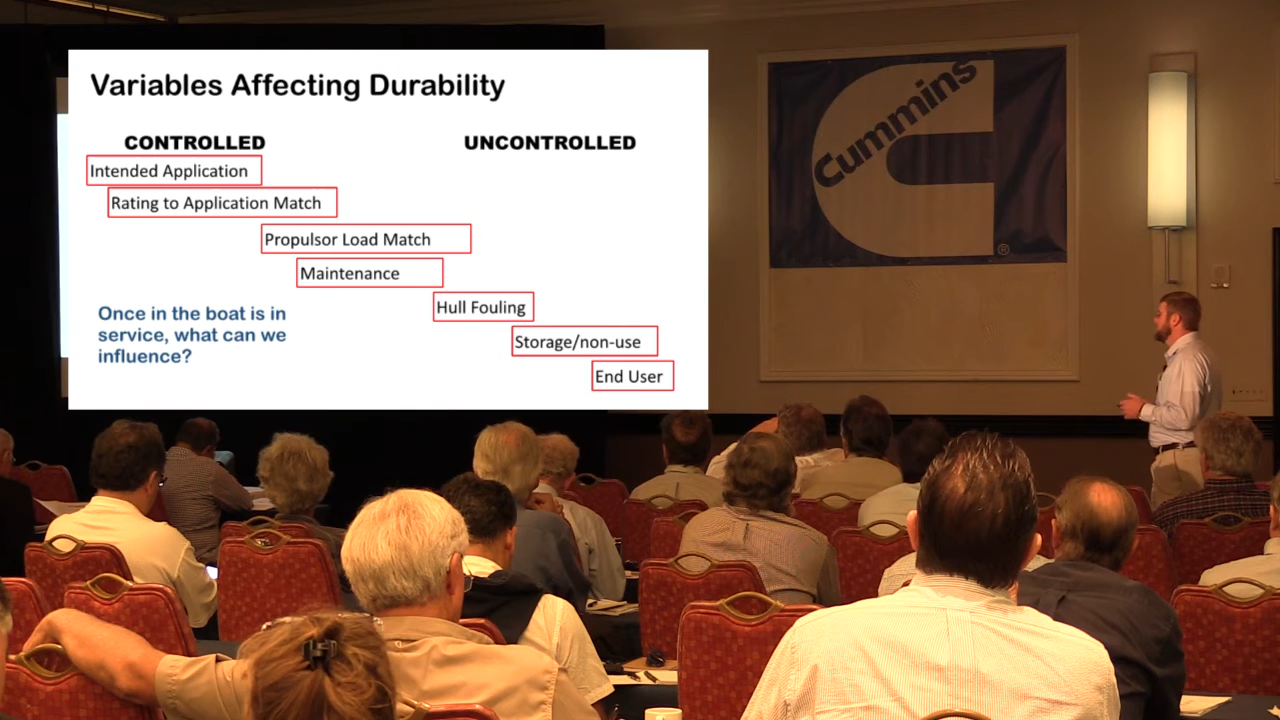 Variables Affecting Durability
CONTROLLED
UNCONTROLLED
Intended Application
Rating to Application Match
Propulsor Load Match
Maintenance
Hull Fouling
Storage/non-use
End User
Once in the boat is in
service, what can we
influence?
Cummins
®